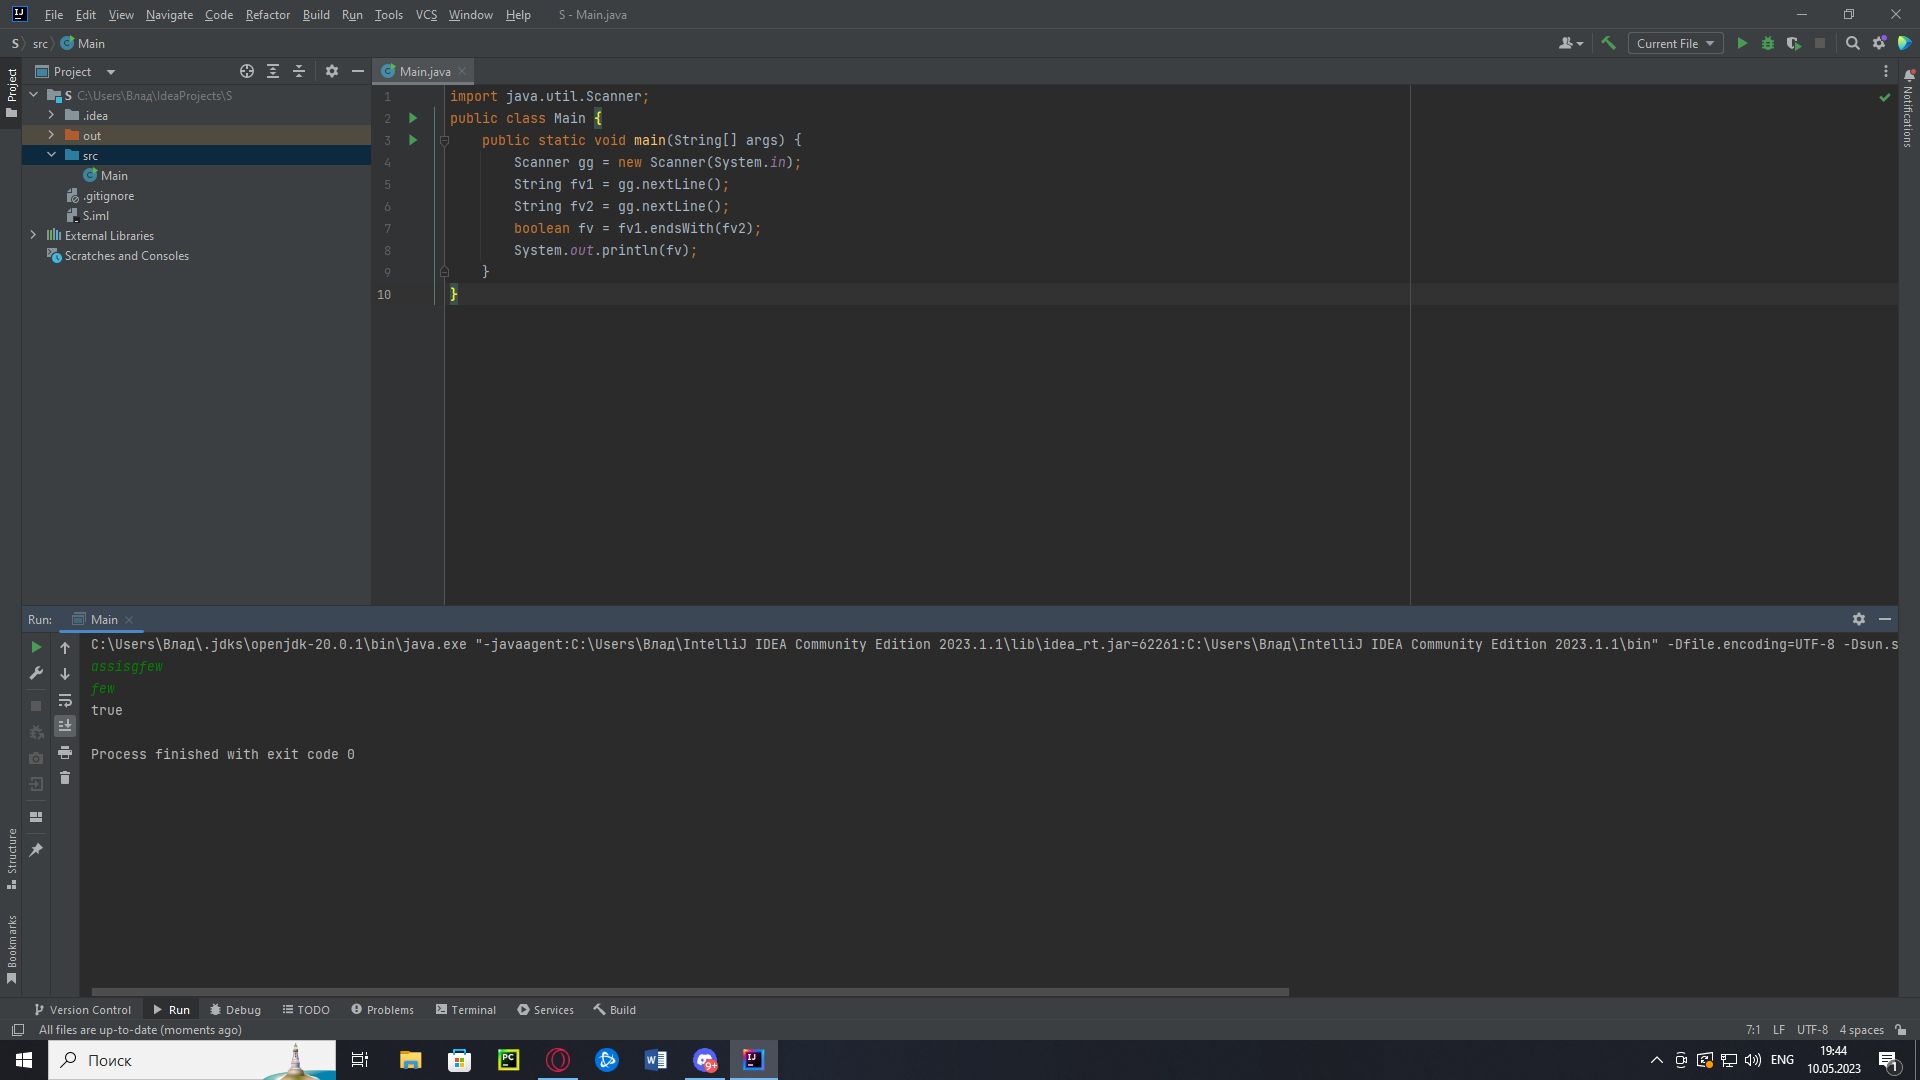 File Edit View Navigate Code Refactor Build Run Tools VCS Window Help S - Main.java
S src Main Current File
Project Project Main.java Notifications
S C:\Users\Влад\IdeaProjects\S
.idea
out
src
Main
.gitignore
S.iml
External Libraries
Scratches and Consoles
1 import java.util.Scanner;
2 public class Main {
3 public static void main(String[] args) {
4 Scanner gg = new Scanner(System.in);
5 String fv1 = gg.nextLine();
6 String fv2 = gg.nextLine();
7 boolean fv = fv1.endsWith(fv2);
8 System.out.println(fv);
9 }
10 }
Run: Main
C:\Users\Влад\.jdks\openjdk-20.0.1\bin\java.exe "-javaagent:C:\Users\Влад\IntelliJ IDEA Community Edition 2023.1.1\lib\idea_rt.jar=62261:C:\Users\Влад\IntelliJ IDEA Community Edition 2023.1.1\bin" -Dfile.encoding=UTF-8 -Dsun.s
assisgfew
few
true
Process finished with exit code 0
Structure
Bookmarks
Version Control Run Debug TODO Problems Terminal Services Build
All files are up-to-date (moments ago) 7:1 LF UTF-8 4 spaces
Поиск PC W 9+ IJ ENG 19:44
10.05.2023 1